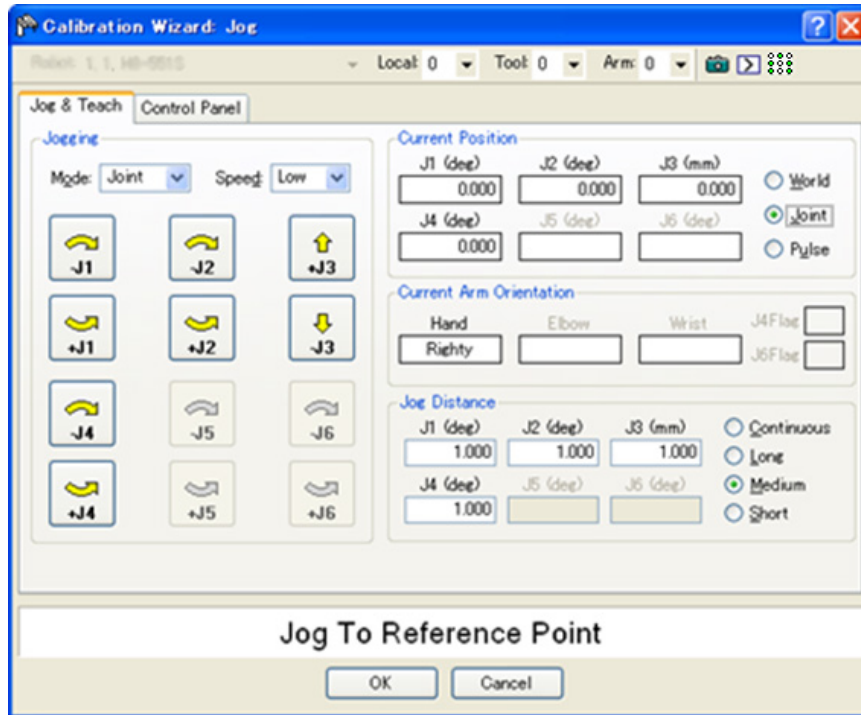 Calibration Wizard: Jog
Robot: 1, 1, H8-551S Local: 0 Tool: 0 Arm: 0
Jog & Teach Control Panel
Jogging
Mode: Joint Speed: Low
-J1 -J2 +J3
+J1 +J2 -J3
-J4 -J5 -J6
+J4 +J5 +J6
Current Position
J1 (deg) J2 (deg) J3 (mm)
0.000 0.000 0.000 World
J4 (deg) J5 (deg) J6 (deg) Joint
0.000 Pulse
Current Arm Orientation
Hand Elbow Wrist J4Flag
Righty J6Flag
Jog Distance
J1 (deg) J2 (deg) J3 (mm) Continuous
1.000 1.000 1.000 Long
J4 (deg) J5 (deg) J6 (deg) Medium
1.000 Short
Jog To Reference Point
OK Cancel